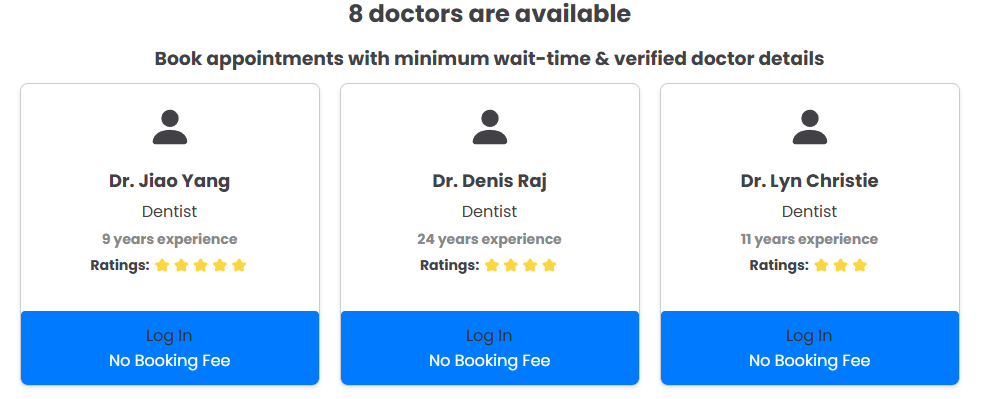 8 doctors are available
Book appointments with minimum wait-time & verified doctor details
Dr. Jiao Yang
Dentist
9 years experience
Ratings:
Log In
No Booking Fee
Dr. Denis Raj
Dentist
24 years experience
Ratings:
Log In
No Booking Fee
Dr. Lyn Christie
Dentist
11 years experience
Ratings:
Log In
No Booking Fee